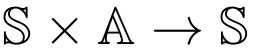 𝕊 × 𝔸 → 𝕊